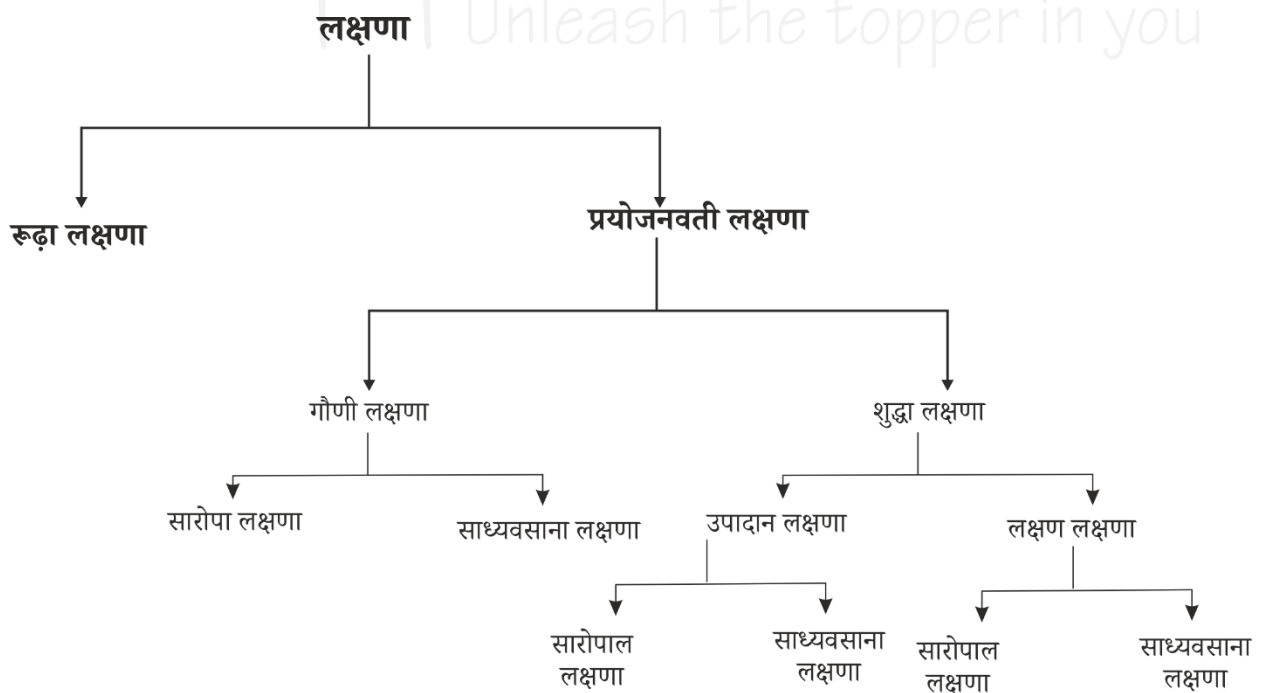 Unleash the topper in you
लक्षणा
रूढ़ा लक्षणा
प्रयोजनवती लक्षणा
गौणी लक्षणा
शुद्धा लक्षणा
सारोपा लक्षणा
साध्यवसाना लक्षणा
उपादान लक्षणा
लक्षण लक्षणा
सारोपाल
लक्षणा
साध्यवसाना
लक्षणा
सारोपाल
लक्षणा
साध्यवसाना
लक्षणा